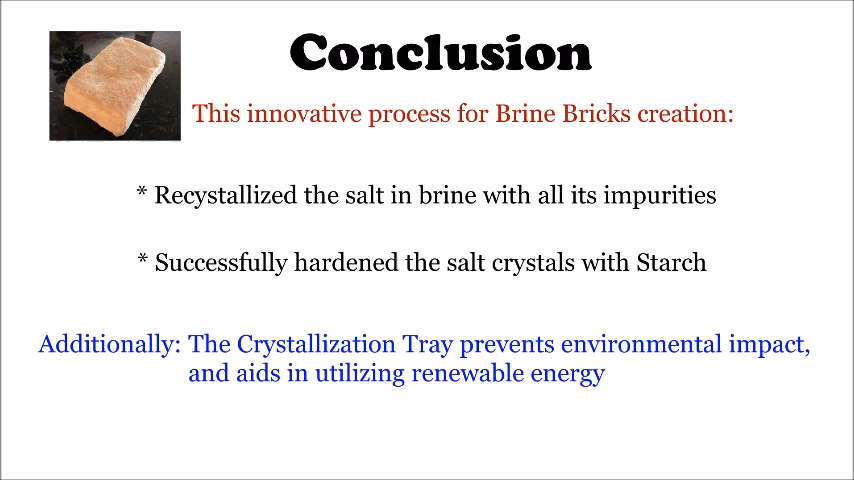 Conclusion
This innovative process for Brine Bricks creation:
* Recystallized the salt in brine with all its impurities
* Successfully hardened the salt crystals with Starch
Additionally: The Crystallization Tray prevents environmental impact,
and aids in utilizing renewable energy